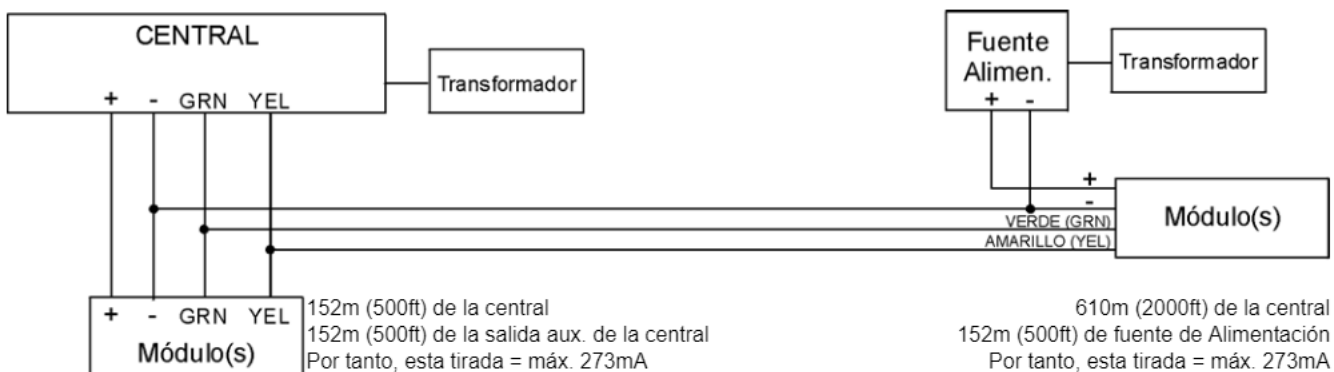 CENTRAL
Transformador
+ - GRN YEL
Fuente
Alimen.
+ -
Transformador
+
-
VERDE (GRN)
AMARILLO (YEL)
Módulo(s)
+ - GRN YEL
Módulo(s)
152m (500ft) de la central
152m (500ft) de la salida aux. de la central
Por tanto, esta tirada = máx. 273mA
610m (2000ft) de la central
152m (500ft) de fuente de Alimentación
Por tanto, esta tirada = máx. 273mA